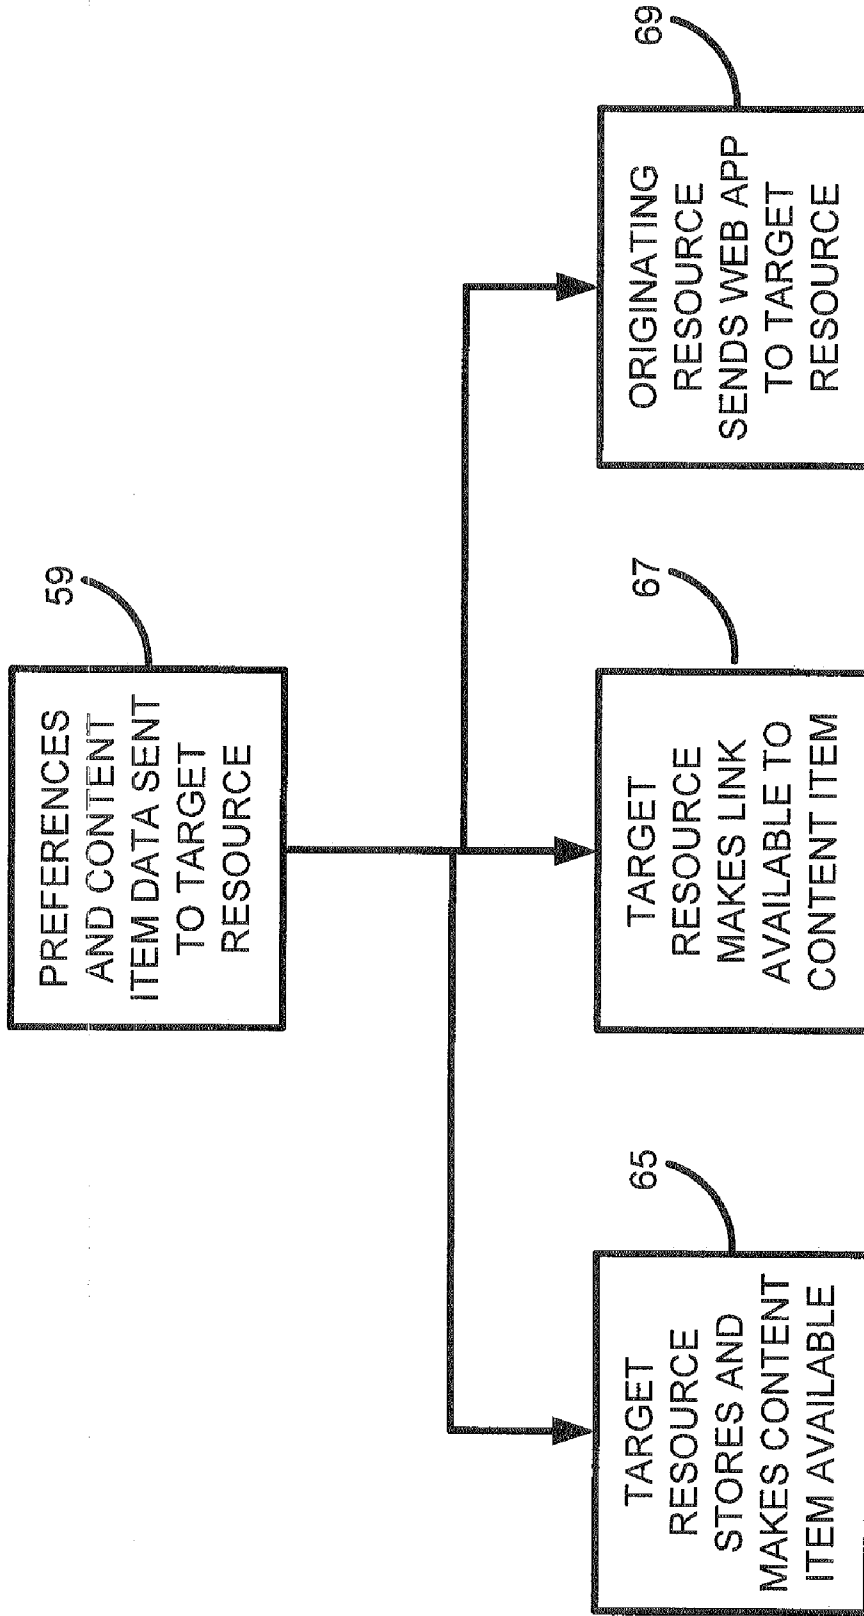 59
PREFERENCES
AND CONTENT
ITEM DATA SENT
TO TARGET
RESOURCE
65
TARGET
RESOURCE
STORES AND
MAKES CONTENT
ITEM AVAILABLE
67
TARGET
RESOURCE
MAKES LINK
AVAILABLE TO
CONTENT ITEM
69
ORIGINATING
RESOURCE
SENDS WEB APP
TO TARGET
RESOURCE